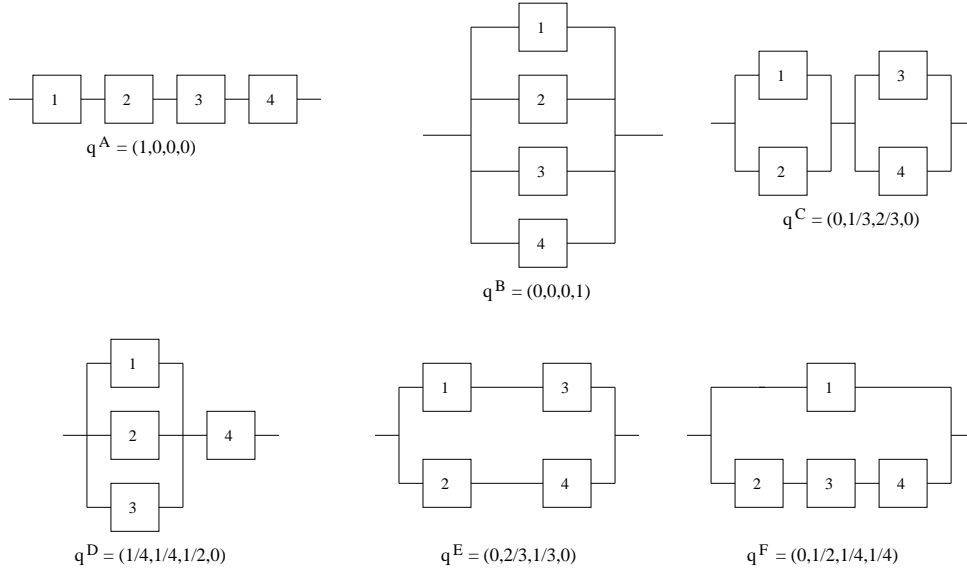 1 2 3 4
q^A = (1,0,0,0)
1
2
3
4
q^B = (0,0,0,1)
1 3
2 4
q^C = (0,1/3,2/3,0)
1
2 4
3
q^D = (1/4,1/4,1/2,0)
1 3
2 4
q^E = (0,2/3,1/3,0)
1
2 3 4
q^F = (0,1/2,1/4,1/4)